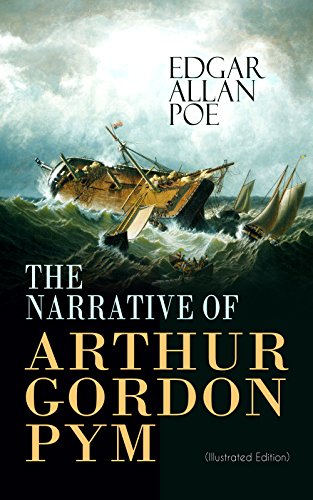 EDGAR
ALLAN
POE
THE
NARRATIVE OF
ARTHUR
GORDON
PYM
(Illustrated Edition)